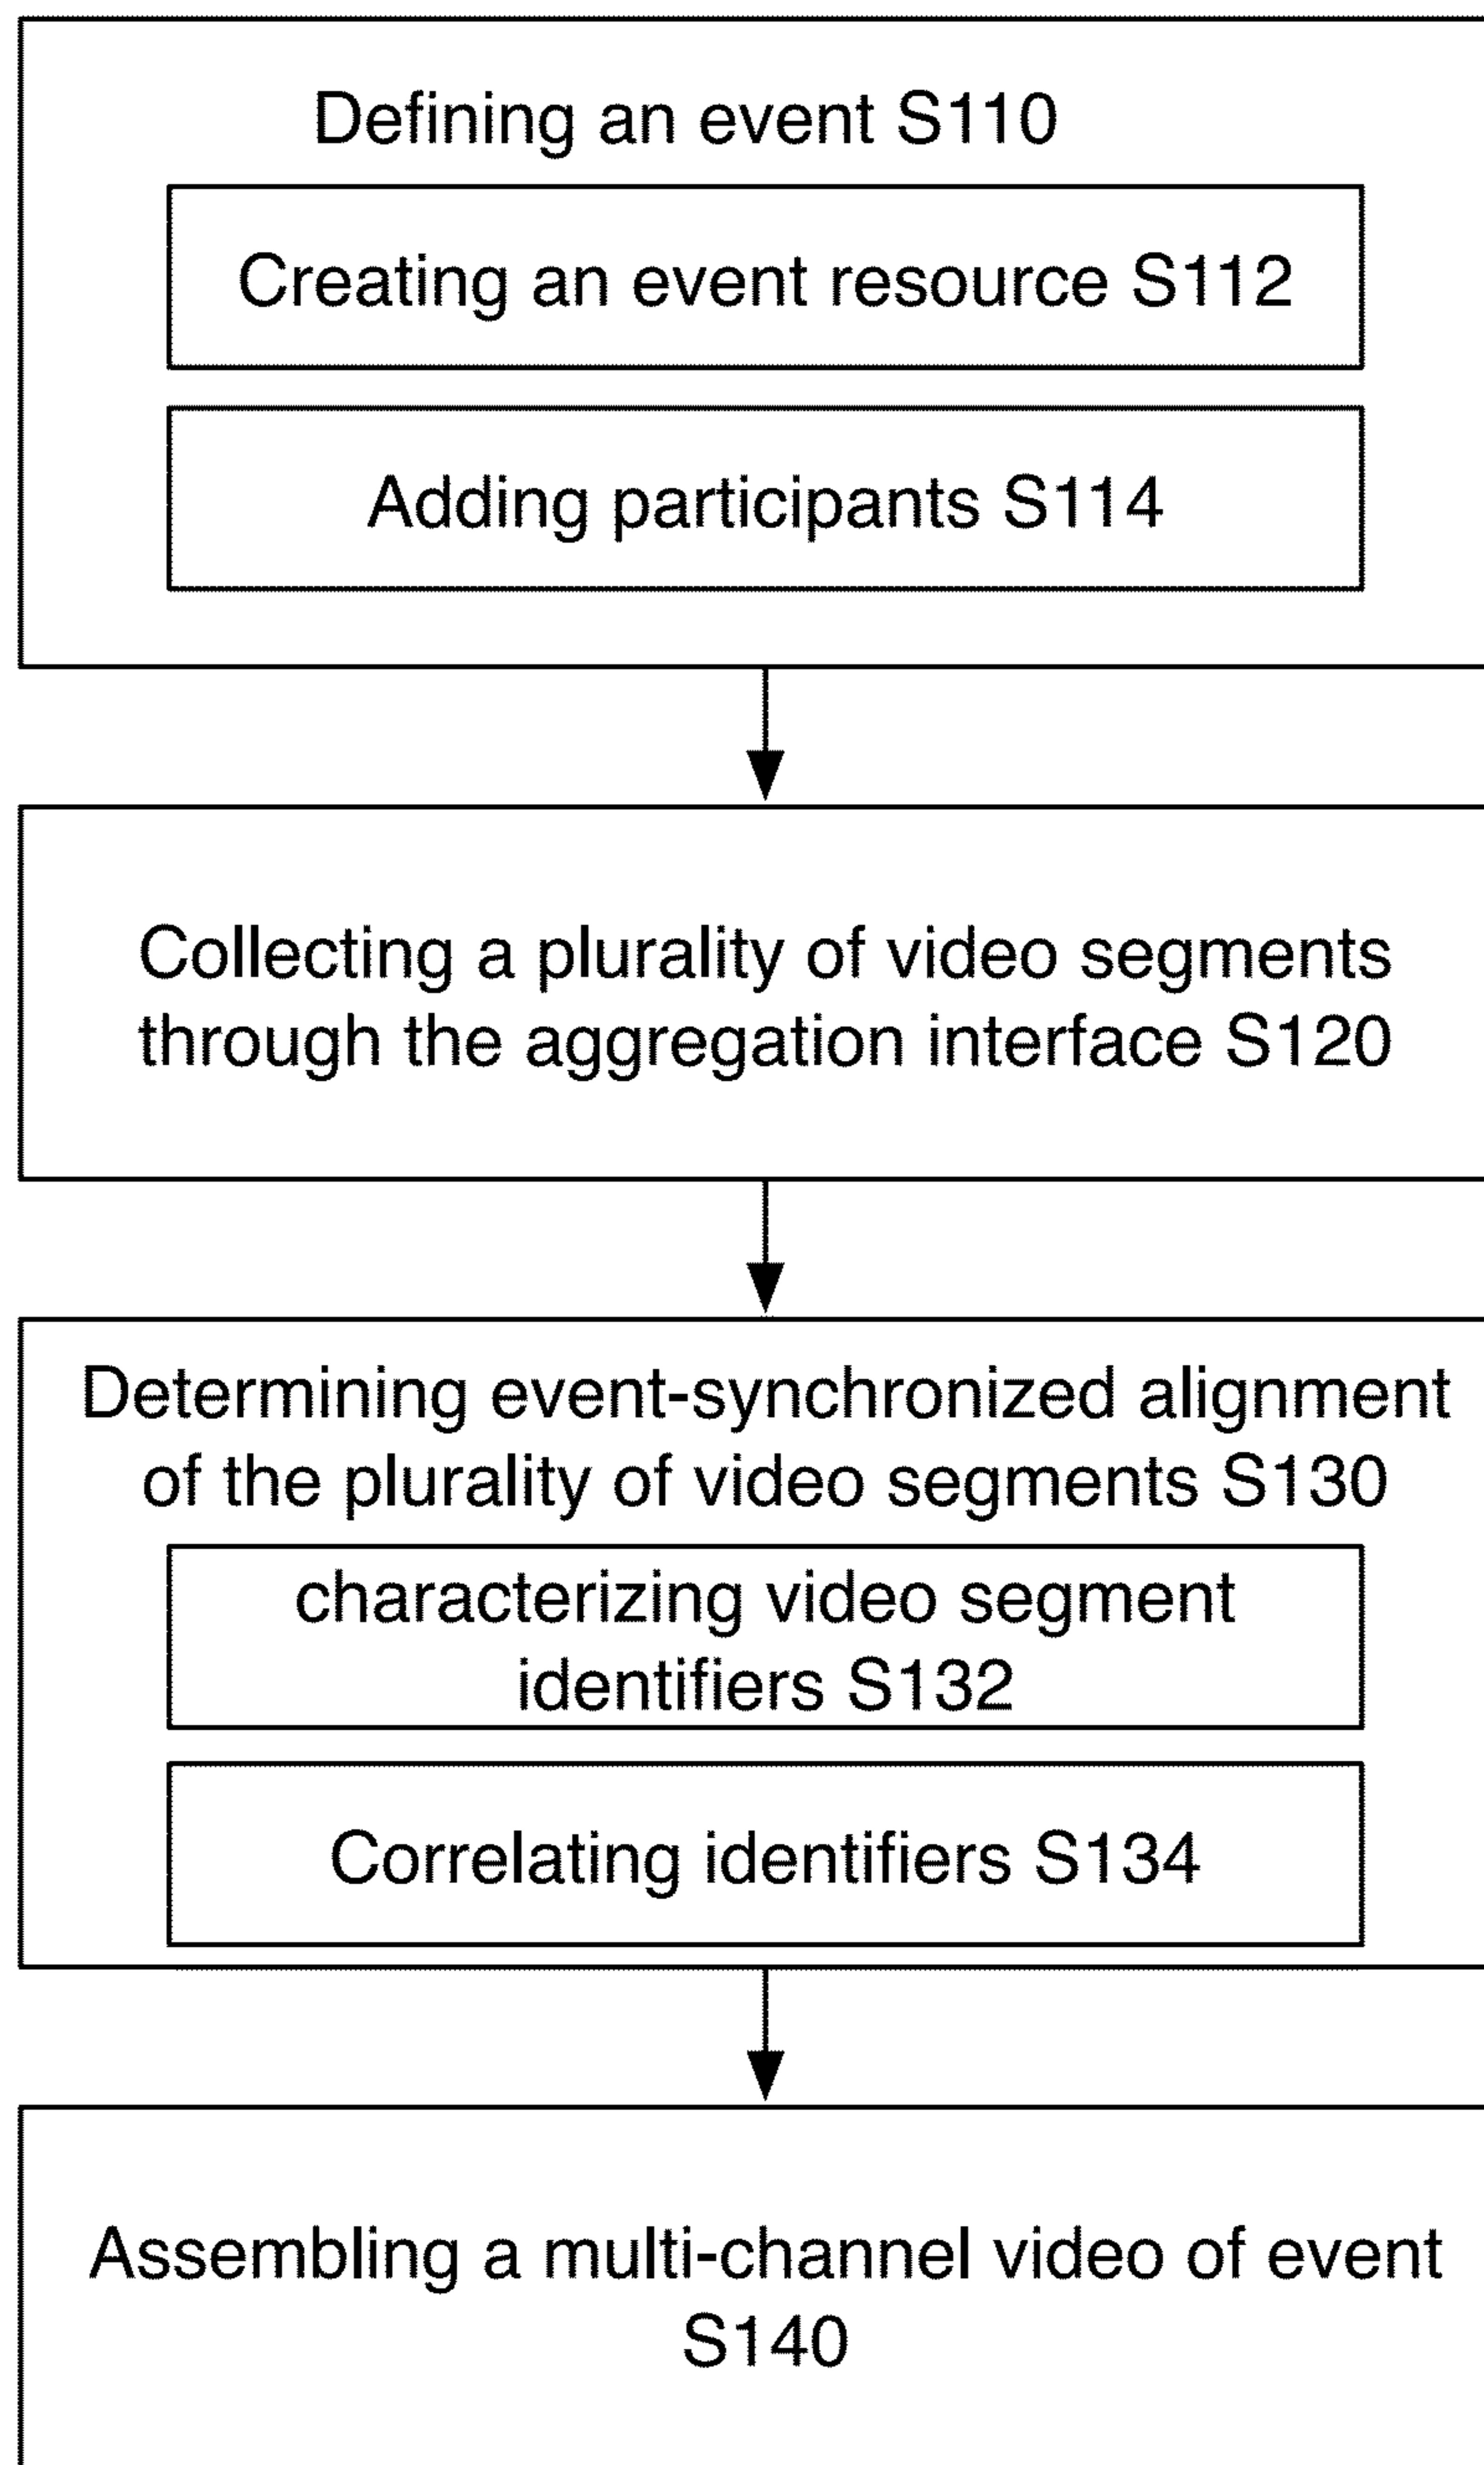 Defining an event S110
Creating an event resource S112
Adding participants S114
Collecting a plurality of video segments
through the aggregation interface S120
Determining event-synchronized alignment
of the plurality of video segments S130
characterizing video segment
identifiers S132
Correlating identifiers S134
Assembling a multi-channel video of event
S140